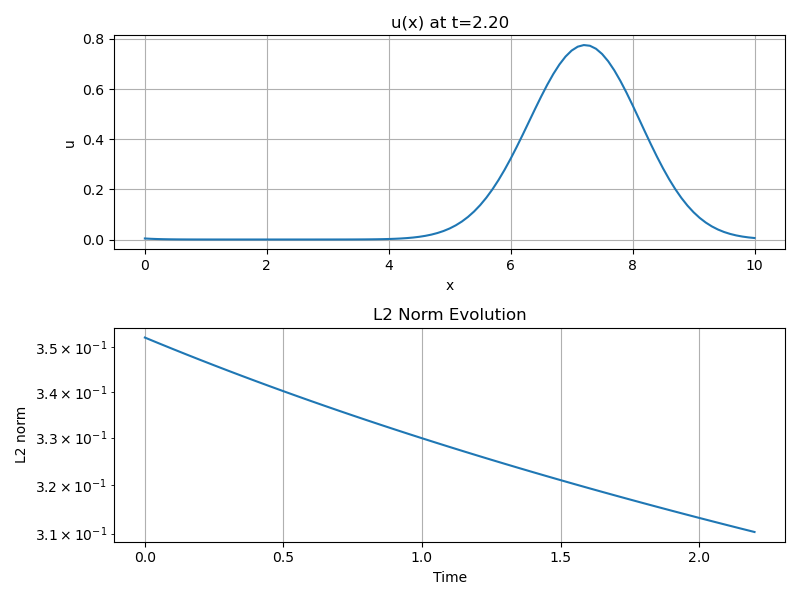 u(x) at t=2.20
0.8
0.6
0.4
0.2
0.0
u
0 2 4 6 8 10
x
L2 Norm Evolution
3.5 × 10⁻¹
3.4 × 10⁻¹
3.3 × 10⁻¹
3.2 × 10⁻¹
3.1 × 10⁻¹
L2 norm
0.0 0.5 1.0 1.5 2.0
Time